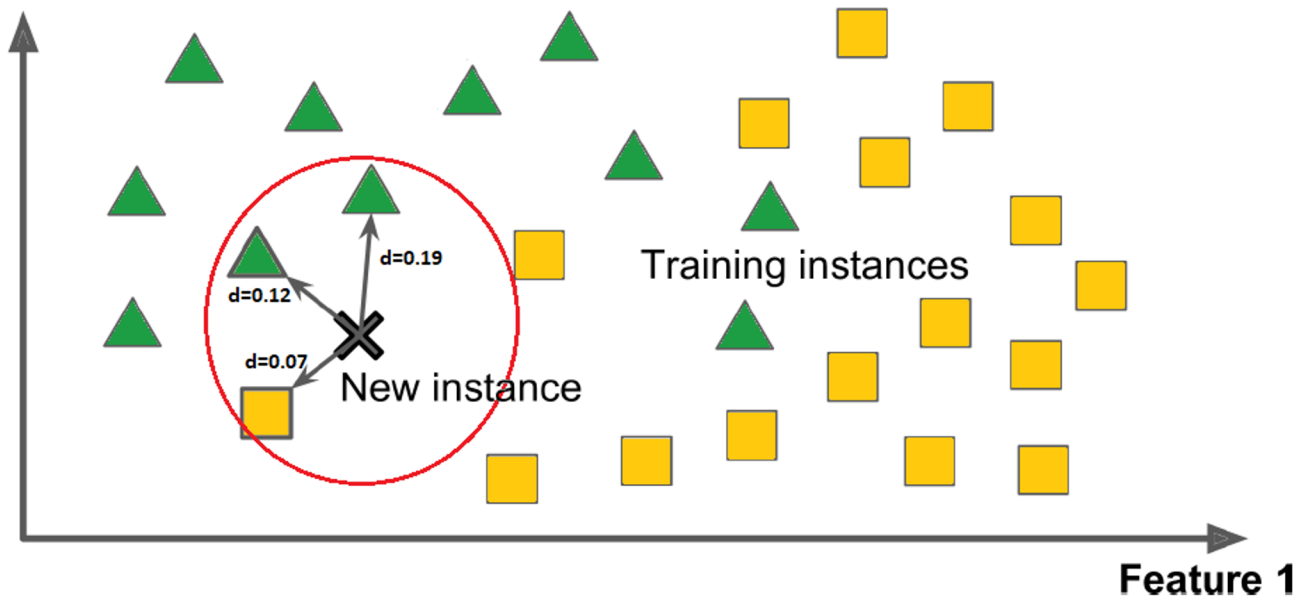 d=0.19
Training instances
d=0.12
d=0.07
New instance
Feature 1